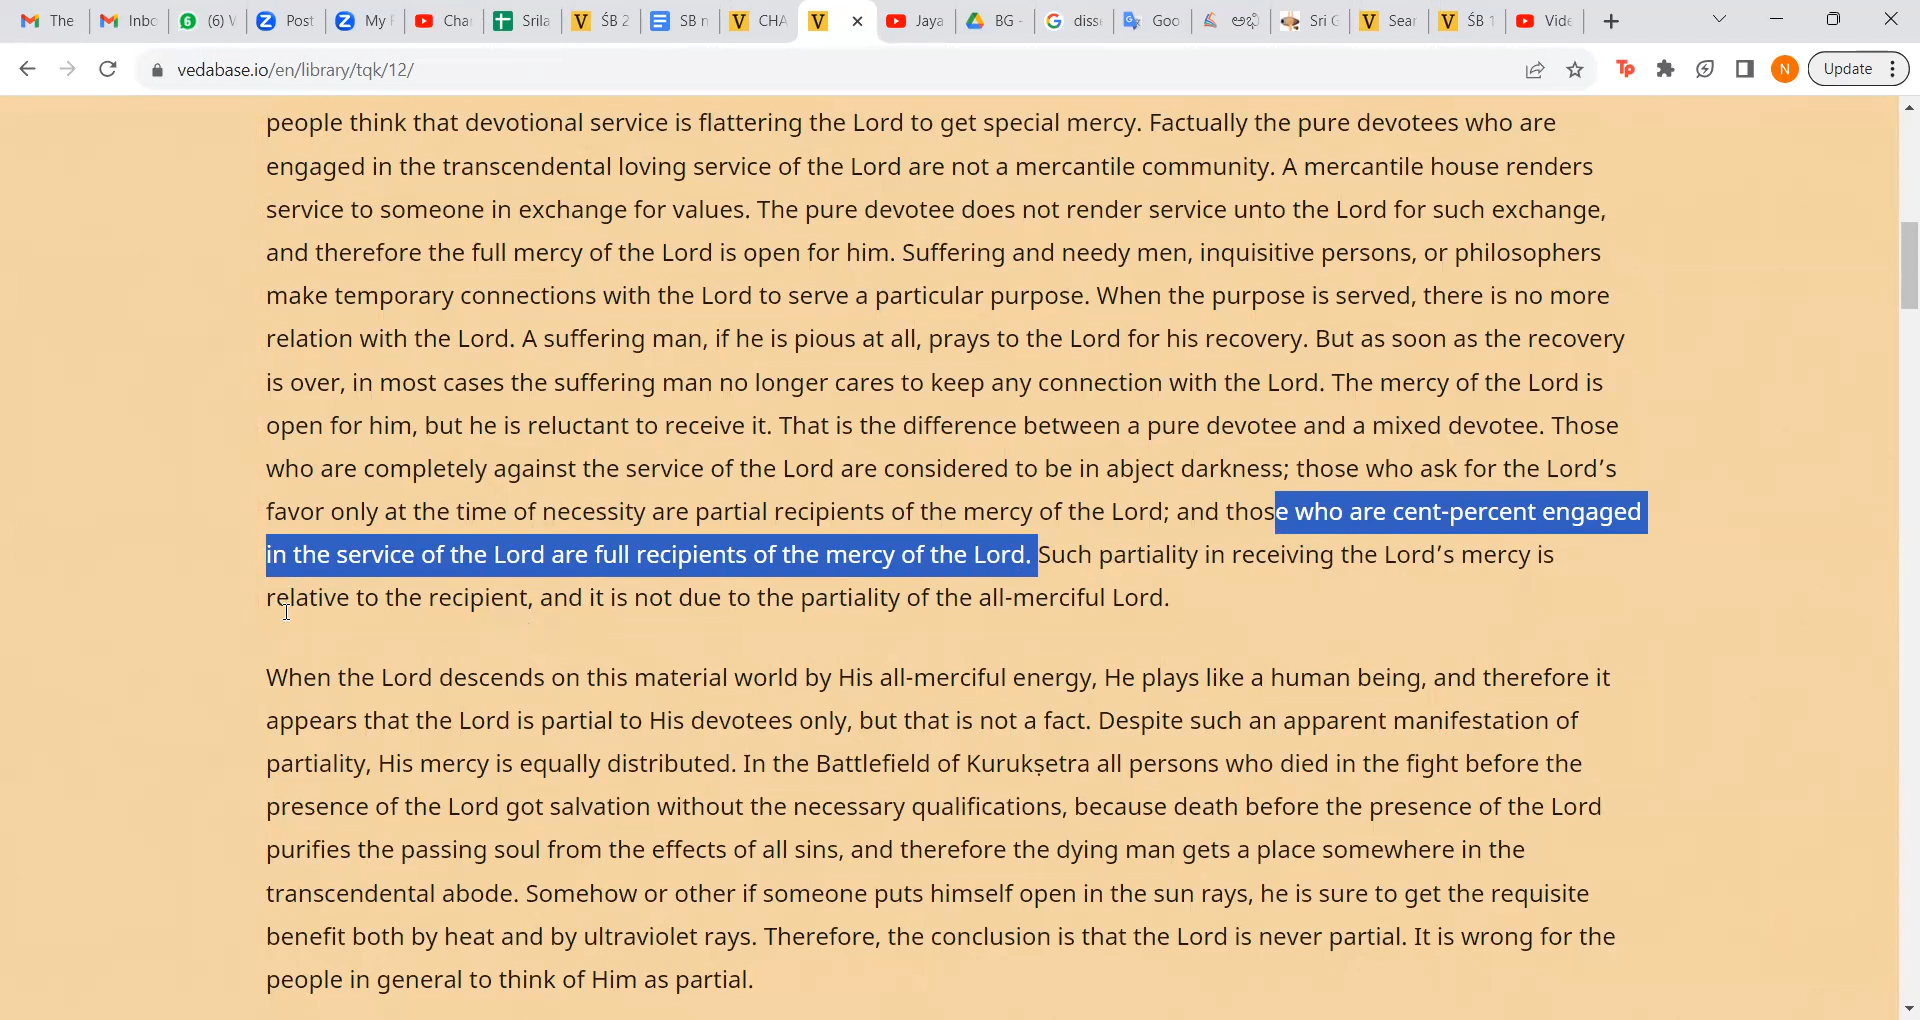 The
Inbo
(6) V
Post
My F
Cha
Srila
ŚB 2
SB n
CHA
Jaya
BG -
diss
Goo
Sri G
Sear
ŚB 1
Vide
vedabase.io/en/library/tqk/12/
N
Update
people think that devotional service is flattering the Lord to get special mercy. Factually the pure devotees who are
engaged in the transcendental loving service of the Lord are not a mercantile community. A mercantile house renders
service to someone in exchange for values. The pure devotee does not render service unto the Lord for such exchange,
and therefore the full mercy of the Lord is open for him. Suffering and needy men, inquisitive persons, or philosophers
make temporary connections with the Lord to serve a particular purpose. When the purpose is served, there is no more
relation with the Lord. A suffering man, if he is pious at all, prays to the Lord for his recovery. But as soon as the recovery
is over, in most cases the suffering man no longer cares to keep any connection with the Lord. The mercy of the Lord is
open for him, but he is reluctant to receive it. That is the difference between a pure devotee and a mixed devotee. Those
who are completely against the service of the Lord are considered to be in abject darkness; those who ask for the Lord’s
favor only at the time of necessity are partial recipients of the mercy of the Lord; and those who are cent-percent engaged
in the service of the Lord are full recipients of the mercy of the Lord. Such partiality in receiving the Lord’s mercy is
relative to the recipient, and it is not due to the partiality of the all-merciful Lord.
When the Lord descends on this material world by His all-merciful energy, He plays like a human being, and therefore it
appears that the Lord is partial to His devotees only, but that is not a fact. Despite such an apparent manifestation of
partiality, His mercy is equally distributed. In the Battlefield of Kurukṣetra all persons who died in the fight before the
presence of the Lord got salvation without the necessary qualifications, because death before the presence of the Lord
purifies the passing soul from the effects of all sins, and therefore the dying man gets a place somewhere in the
transcendental abode. Somehow or other if someone puts himself open in the sun rays, he is sure to get the requisite
benefit both by heat and by ultraviolet rays. Therefore, the conclusion is that the Lord is never partial. It is wrong for the
people in general to think of Him as partial.